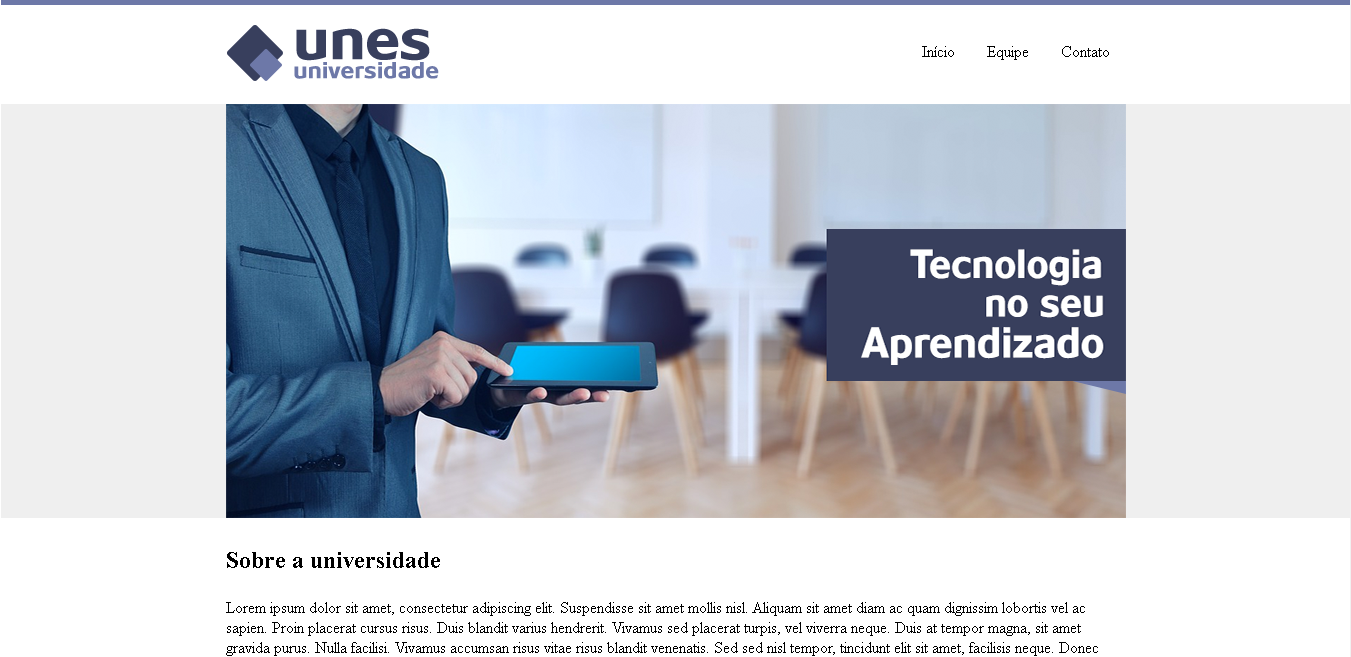 unes
universidade
Início Equipe Contato
Tecnologia
no seu
Aprendizado
Sobre a universidade
Lorem ipsum dolor sit amet, consectetur adipiscing elit. Suspendisse sit amet mollis nisl. Aliquam sit amet diam ac quam dignissim lobortis vel ac
sapien. Proin placerat cursus risus. Duis blandit varius hendrerit. Vivamus sed placerat turpis, vel viverra neque. Duis at tempor magna, sit amet
gravida purus. Nulla facilisi. Vivamus accumsan risus vitae risus blandit venenatis. Sed sed nisl tempor, tincidunt elit sit amet, facilisis neque. Donec